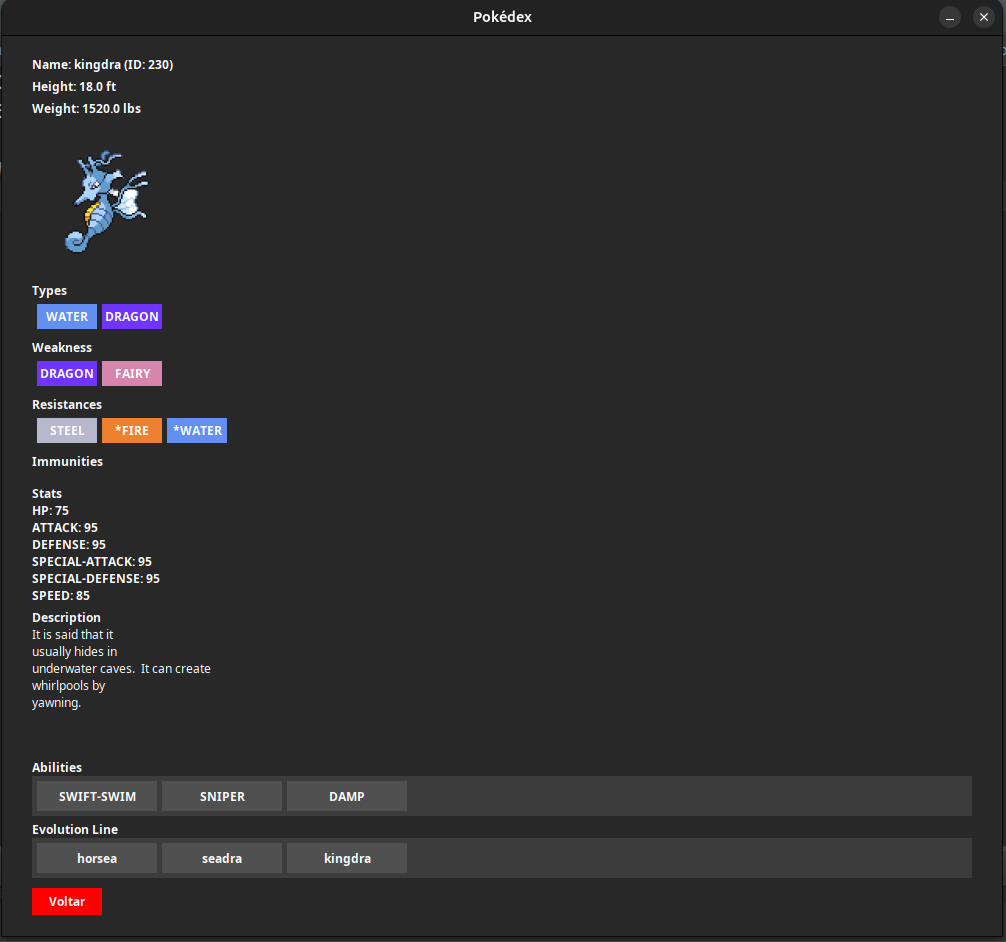 Pokédex
Name: kingdra (ID: 230)
Height: 18.0 ft
Weight: 1520.0 lbs
Types
WATER DRAGON
Weakness
DRAGON FAIRY
Resistances
STEEL *FIRE *WATER
Immunities
Stats
HP: 75
ATTACK: 95
DEFENSE: 95
SPECIAL-ATTACK: 95
SPECIAL-DEFENSE: 95
SPEED: 85
Description
It is said that it
usually hides in
underwater caves.  It can create
whirlpools by
yawning.
Abilities
SWIFT-SWIM SNIPER DAMP
Evolution Line
horsea seadra kingdra
Voltar